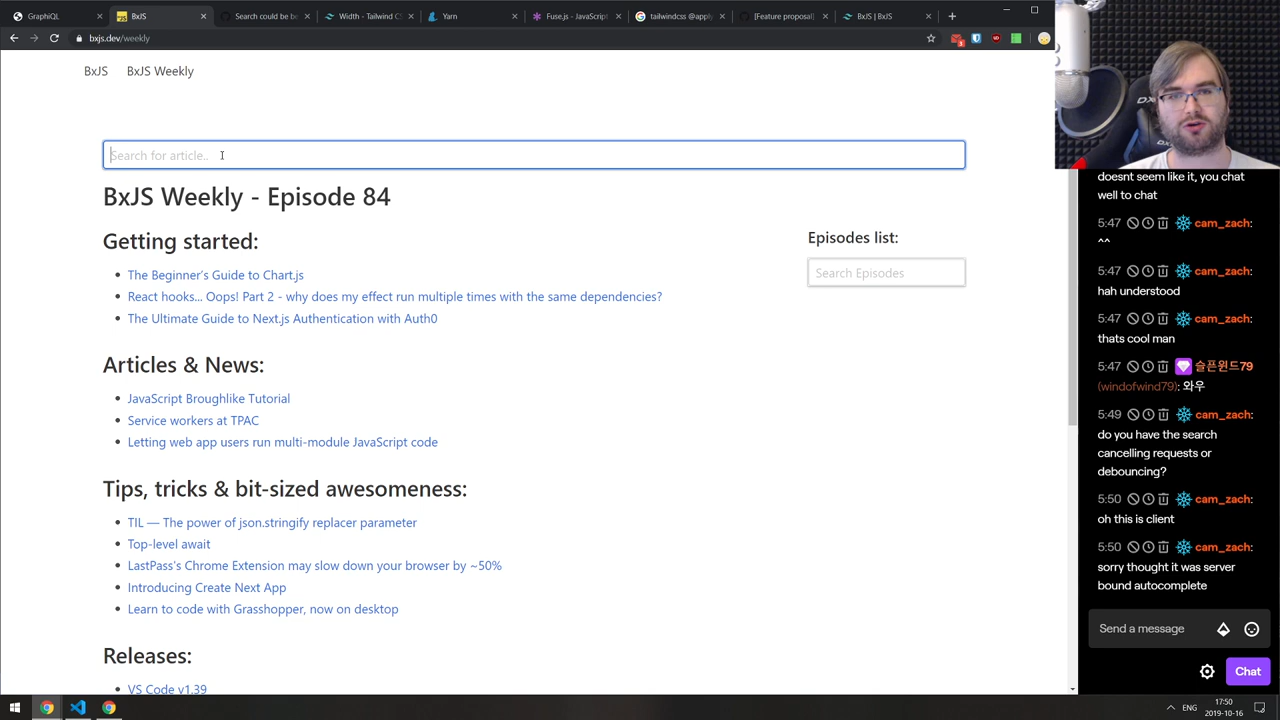 GraphiQL
BxJS
Search could be be
Width - Tailwind CS
Yarn
Fuse.js - JavaScript
tailwindcss @apply
[Feature proposal]
BxJS | BxJS
bxjs.dev/weekly
BxJS
BxJS Weekly
Search for article..
BxJS Weekly - Episode 84
Getting started:
The Beginner's Guide to Chart.js
React hooks... Oops! Part 2 - why does my effect run multiple times with the same dependencies?
The Ultimate Guide to Next.js Authentication with Auth0
Articles & News:
JavaScript Broughlike Tutorial
Service workers at TPAC
Letting web app users run multi-module JavaScript code
Tips, tricks & bit-sized awesomeness:
TIL — The power of json.stringify replacer parameter
Top-level await
LastPass's Chrome Extension may slow down your browser by ~50%
Introducing Create Next App
Learn to code with Grasshopper, now on desktop
Releases:
VS Code v1.39
Episodes list:
Search Episodes
doesnt seem like it, you chat
well to chat
5:47 cam_zach:
^^
5:47 cam_zach:
hah understood
5:47 cam_zach:
thats cool man
5:47 슬픈윈드79
(windofwind79): 와우
5:49 cam_zach:
do you have the search
cancelling requests or
debouncing?
5:50 cam_zach:
oh this is client
5:50 cam_zach:
sorry thought it was server
bound autocomplete
Send a message
Chat
ENG
17:50
2019-10-16